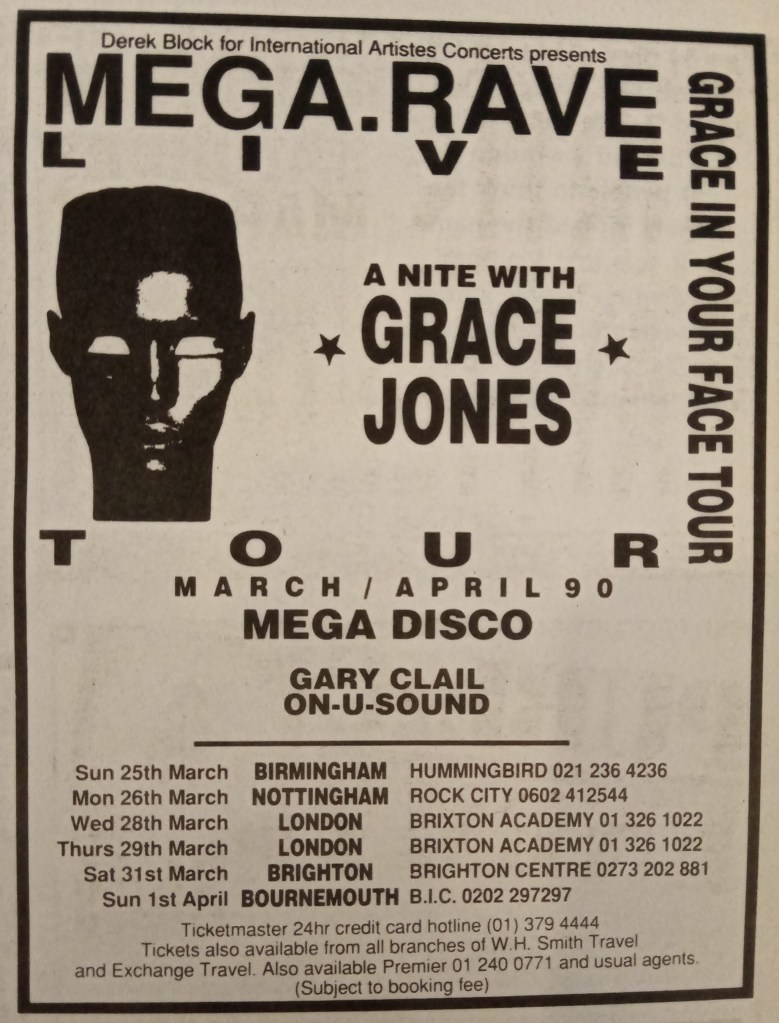 Derek Block for International Artistes Concerts presents
MEGA.RAVE
LIVE
GRACE IN YOUR FACE TOUR
A NITE WITH
GRACE
JONES
TOUR
MARCH / APRIL 90
MEGA DISCO
GARY CLAIL
ON-U-SOUND
Sun 25th March BIRMINGHAM HUMMINGBIRD 021 236 4236
Mon 26th March NOTTINGHAM ROCK CITY 0602 412544
Wed 28th March LONDON BRIXTON ACADEMY 01 326 1022
Thurs 29th March LONDON BRIXTON ACADEMY 01 326 1022
Sat 31st March BRIGHTON BRIGHTON CENTRE 0273 202 881
Sun 1st April BOURNEMOUTH B.I.C. 0202 297297
Ticketmaster 24hr credit card hotline (01) 379 4444
Tickets also available from all branches of W.H. Smith Travel
and Exchange Travel. Also available Premier 01 240 0771 and usual agents.
(Subject to booking fee)